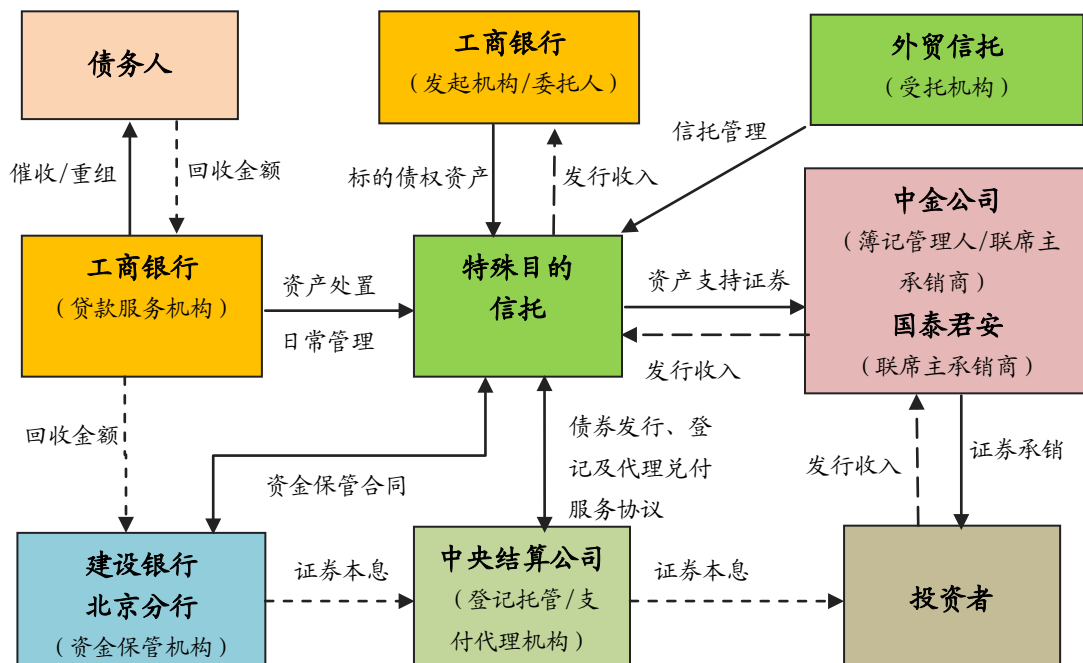 债务人
工商银行
（发起机构/委托人）
外贸信托
（受托机构）
催收/重组
回收金额
标的债权资产
发行收入
信托管理
工商银行
（贷款服务机构）
资产处置
日常管理
特殊目的
信托
资产支持证券
发行收入
中金公司
（簿记管理人/联席主
承销商）
国泰君安
（联席主承销商）
回收金额
资金保管合同
债券发行、登
记及代理兑付
服务协议
发行收入
证券承销
建设银行
北京分行
（资金保管机构）
证券本息
中央结算公司
（登记托管/支
付代理机构）
证券本息
投资者